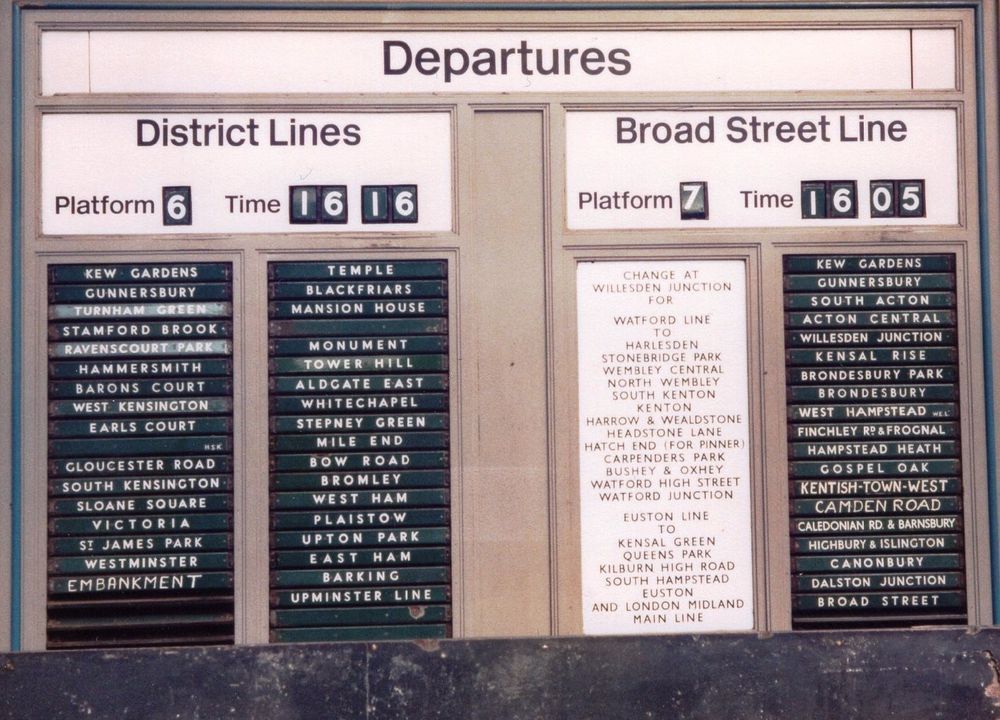 Departures
District Lines
Platform 6 Time 16 16
KEW GARDENS
GUNNERSBURY
TURNHAM GREEN
STAMFORD BROOK
RAVENSCOURT PARK
HAMMERSMITH
BARONS COURT
WEST KENSINGTON
EARLS COURT
H.S.K.
GLOUCESTER ROAD
SOUTH KENSINGTON
SLOANE SQUARE
VICTORIA
ST JAMES PARK
WESTMINSTER
EMBANKMENT
TEMPLE
BLACKFRIARS
MANSION HOUSE
MONUMENT
TOWER HILL
ALDGATE EAST
WHITECHAPEL
STEPNEY GREEN
MILE END
BOW ROAD
BROMLEY
WEST HAM
PLAISTOW
UPTON PARK
EAST HAM
BARKING
UPMINSTER LINE
Broad Street Line
Platform 7 Time 16 05
CHANGE AT
WILLESDEN JUNCTION
FOR
WATFORD LINE
TO
HARLESDEN
STONEBRIDGE PARK
WEMBLEY CENTRAL
NORTH WEMBLEY
SOUTH KENTON
KENTON
HARROW & WEALDSTONE
HEADSTONE LANE
HATCH END (FOR PINNER)
CARPENDERS PARK
BUSHEY & OXHEY
WATFORD HIGH STREET
WATFORD JUNCTION
EUSTON LINE
TO
KENSAL GREEN
QUEENS PARK
KILBURN HIGH ROAD
SOUTH HAMPSTEAD
EUSTON
AND LONDON MIDLAND
MAIN LINE
KEW GARDENS
GUNNERSBURY
SOUTH ACTON
ACTON CENTRAL
WILLESDEN JUNCTION
KENSAL RISE
BRONDESBURY PARK
BRONDESBURY
WEST HAMPSTEAD
FINCHLEY RD & FROGNAL
HAMPSTEAD HEATH
GOSPEL OAK
KENTISH-TOWN-WEST
CAMDEN ROAD
CALEDONIAN RD. & BARNSBURY
HIGHBURY & ISLINGTON
CANONBURY
DALSTON JUNCTION
BROAD STREET